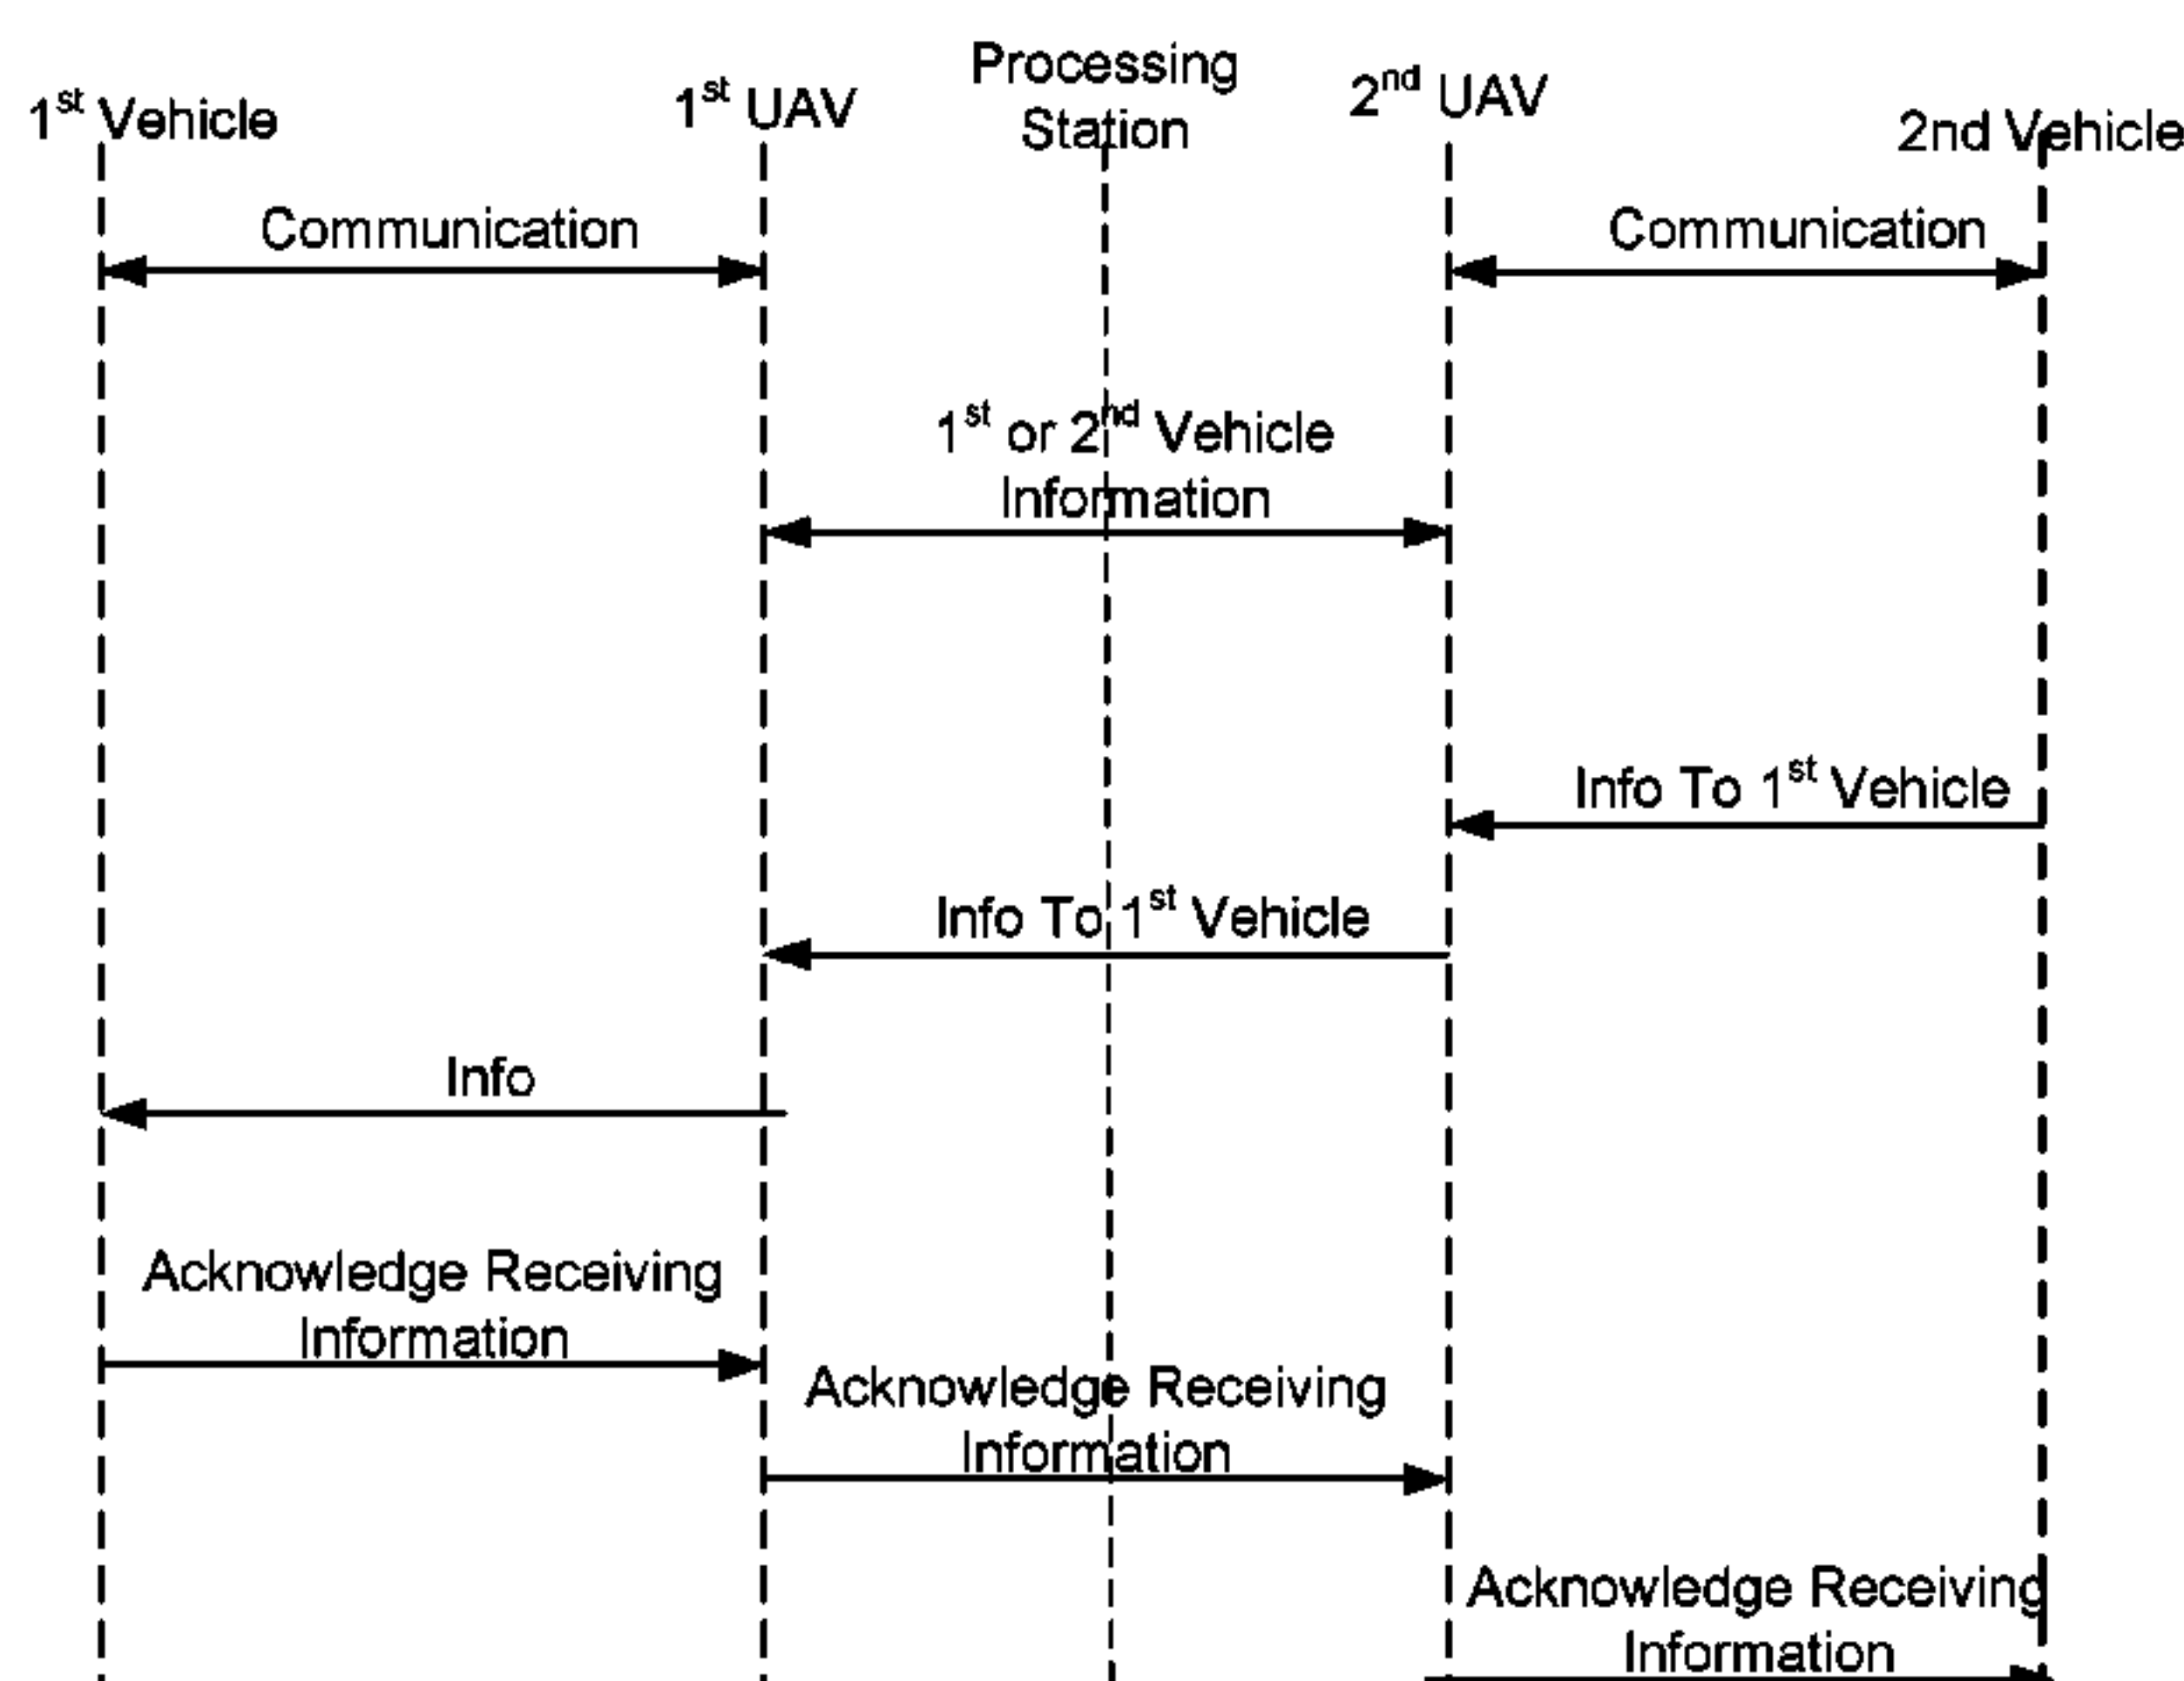 Processing
Station
1st Vehicle
1st UAV
2nd UAV
2nd Vehicle
Communication
Communication
1st or 2nd Vehicle
Information
Info To 1st Vehicle
Info To 1st Vehicle
Info
Acknowledge Receiving
Information
Acknowledge Receiving
Information
Acknowledge Receiving
Information